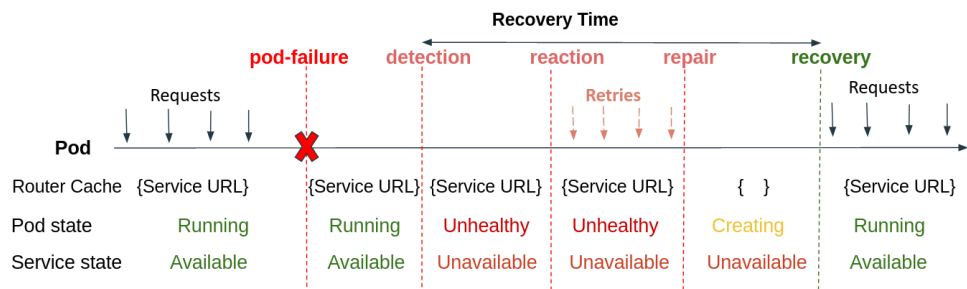 Recovery Time
pod-failure detection reaction repair recovery
Requests Retries Requests
Pod
Router Cache {Service URL} {Service URL} {Service URL} {Service URL} { } {Service URL}
Pod state Running Running Unhealthy Unhealthy Creating Running
Service state Available Available Unavailable Unavailable Unavailable Available